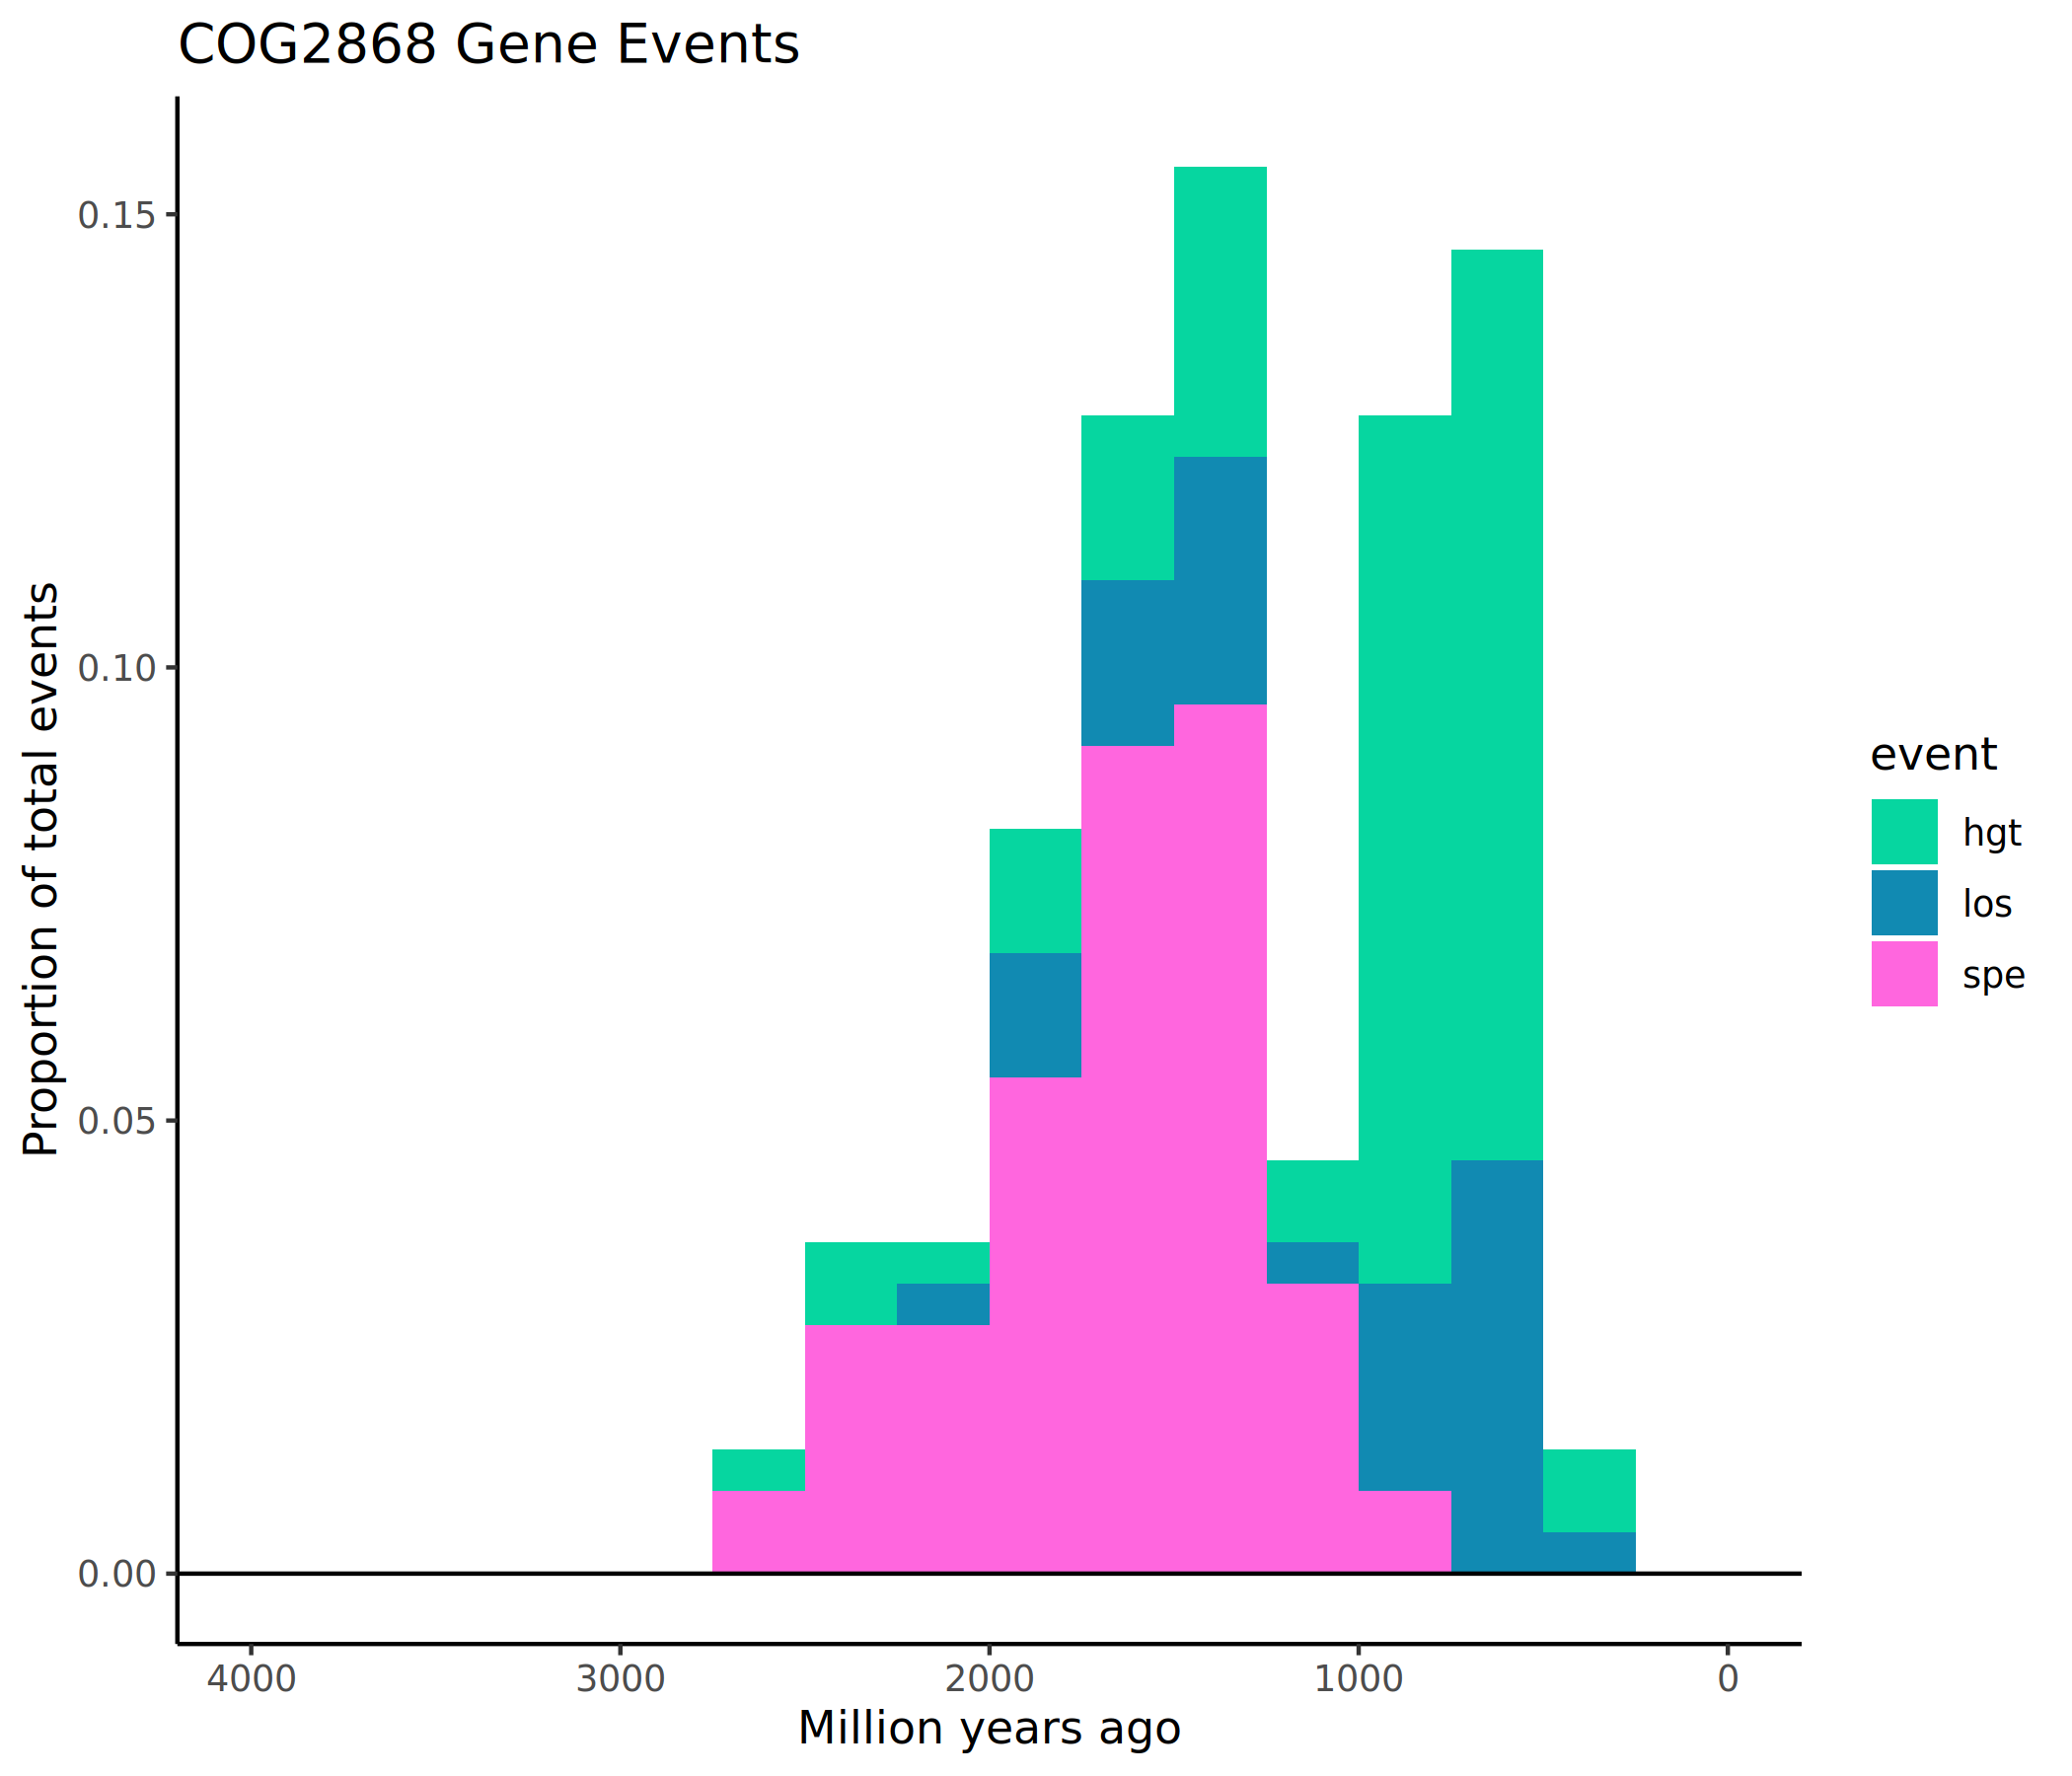 COG2868 Gene Events
0.15
0.10
0.05
0.00
Proportion of total events
4000 3000 2000 1000 0
Million years ago
event
hgt
los
spe